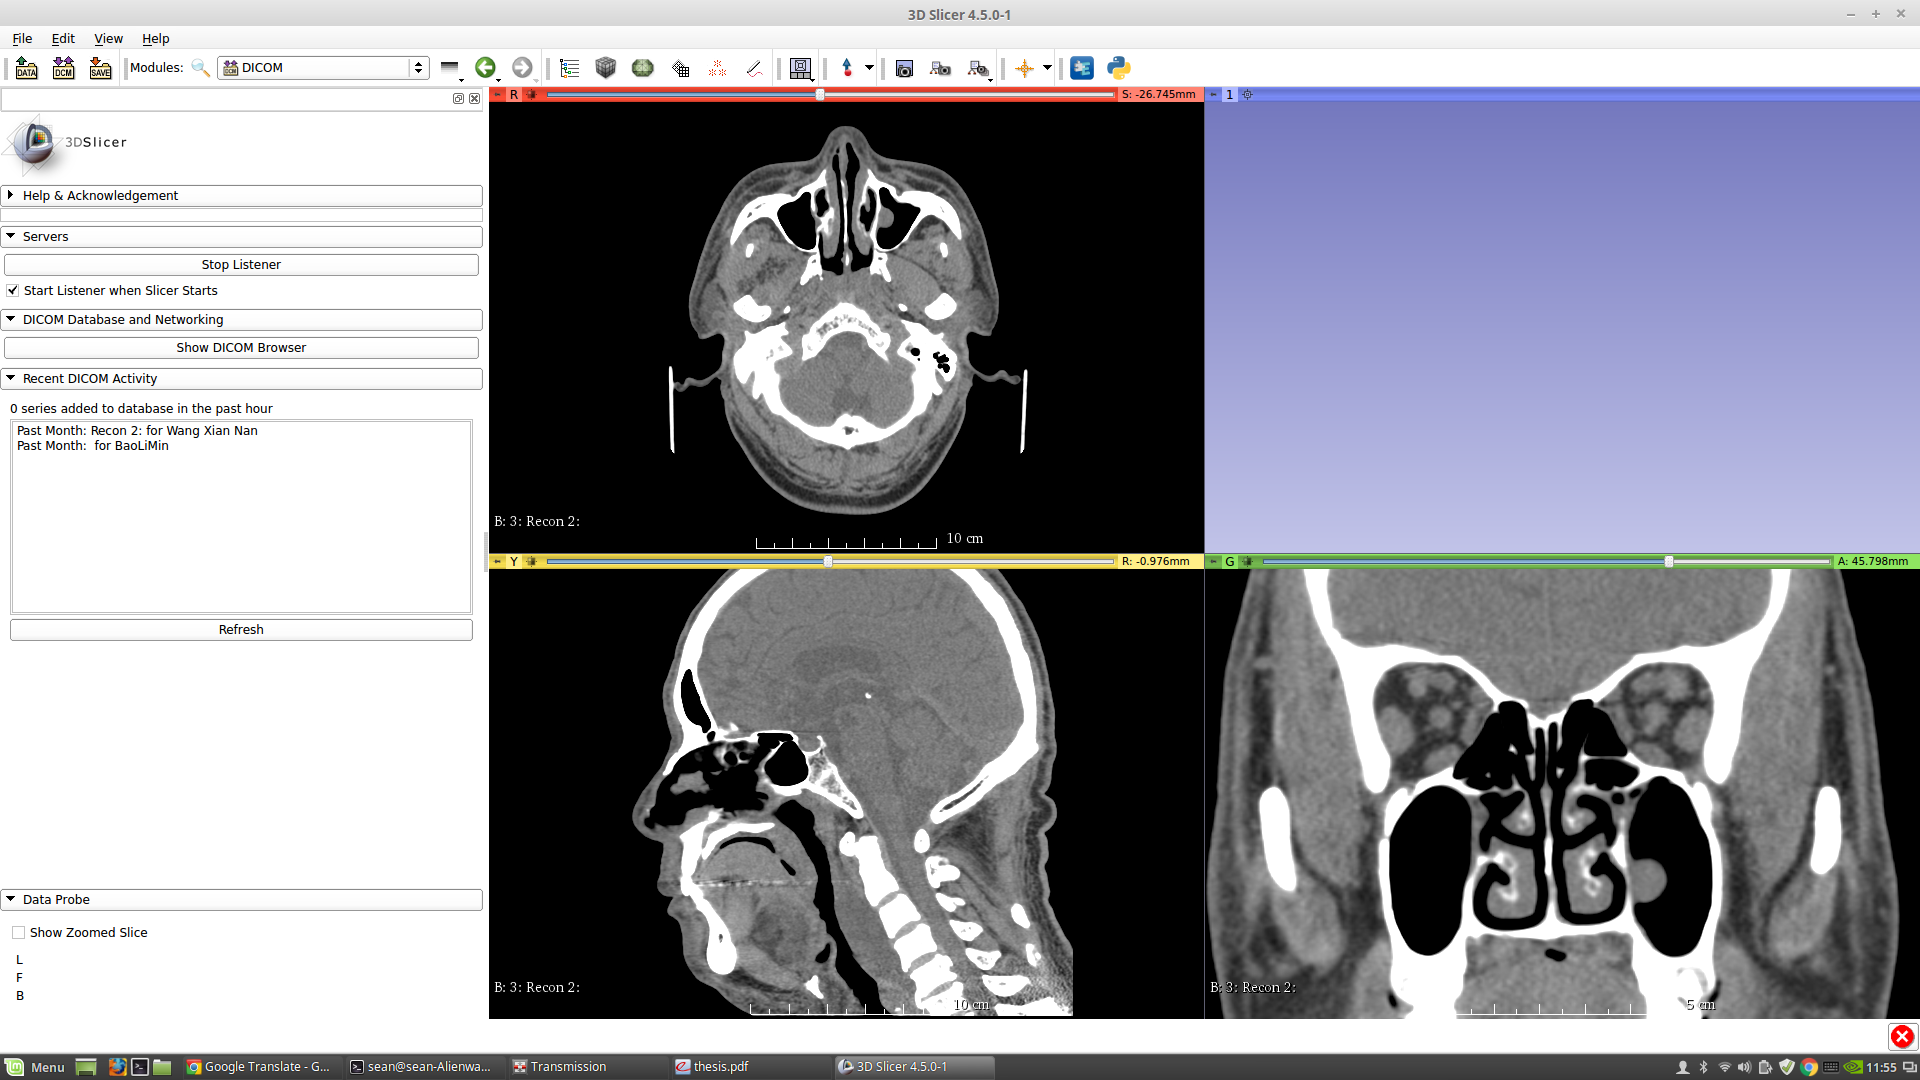 3D Slicer 4.5.0-1
File Edit View Help
DATA DCM SAVE Modules: DCM DICOM
R S: -26.745mm
1
3DSlicer
Help & Acknowledgement
Servers
Stop Listener
Start Listener when Slicer Starts
DICOM Database and Networking
Show DICOM Browser
Recent DICOM Activity
0 series added to database in the past hour
Past Month: Recon 2: for Wang Xian Nan
Past Month:  for BaoLiMin
Refresh
B: 3: Recon 2:
10 cm
Y R: -0.976mm
G A: 45.798mm
Data Probe
Show Zoomed Slice
L
F
B
B: 3: Recon 2:
10 cm
B: 3: Recon 2:
5 cm
Menu Google Translate - G... sean@sean-Alienwa... Transmission thesis.pdf 3D Slicer 4.5.0-1 11:55